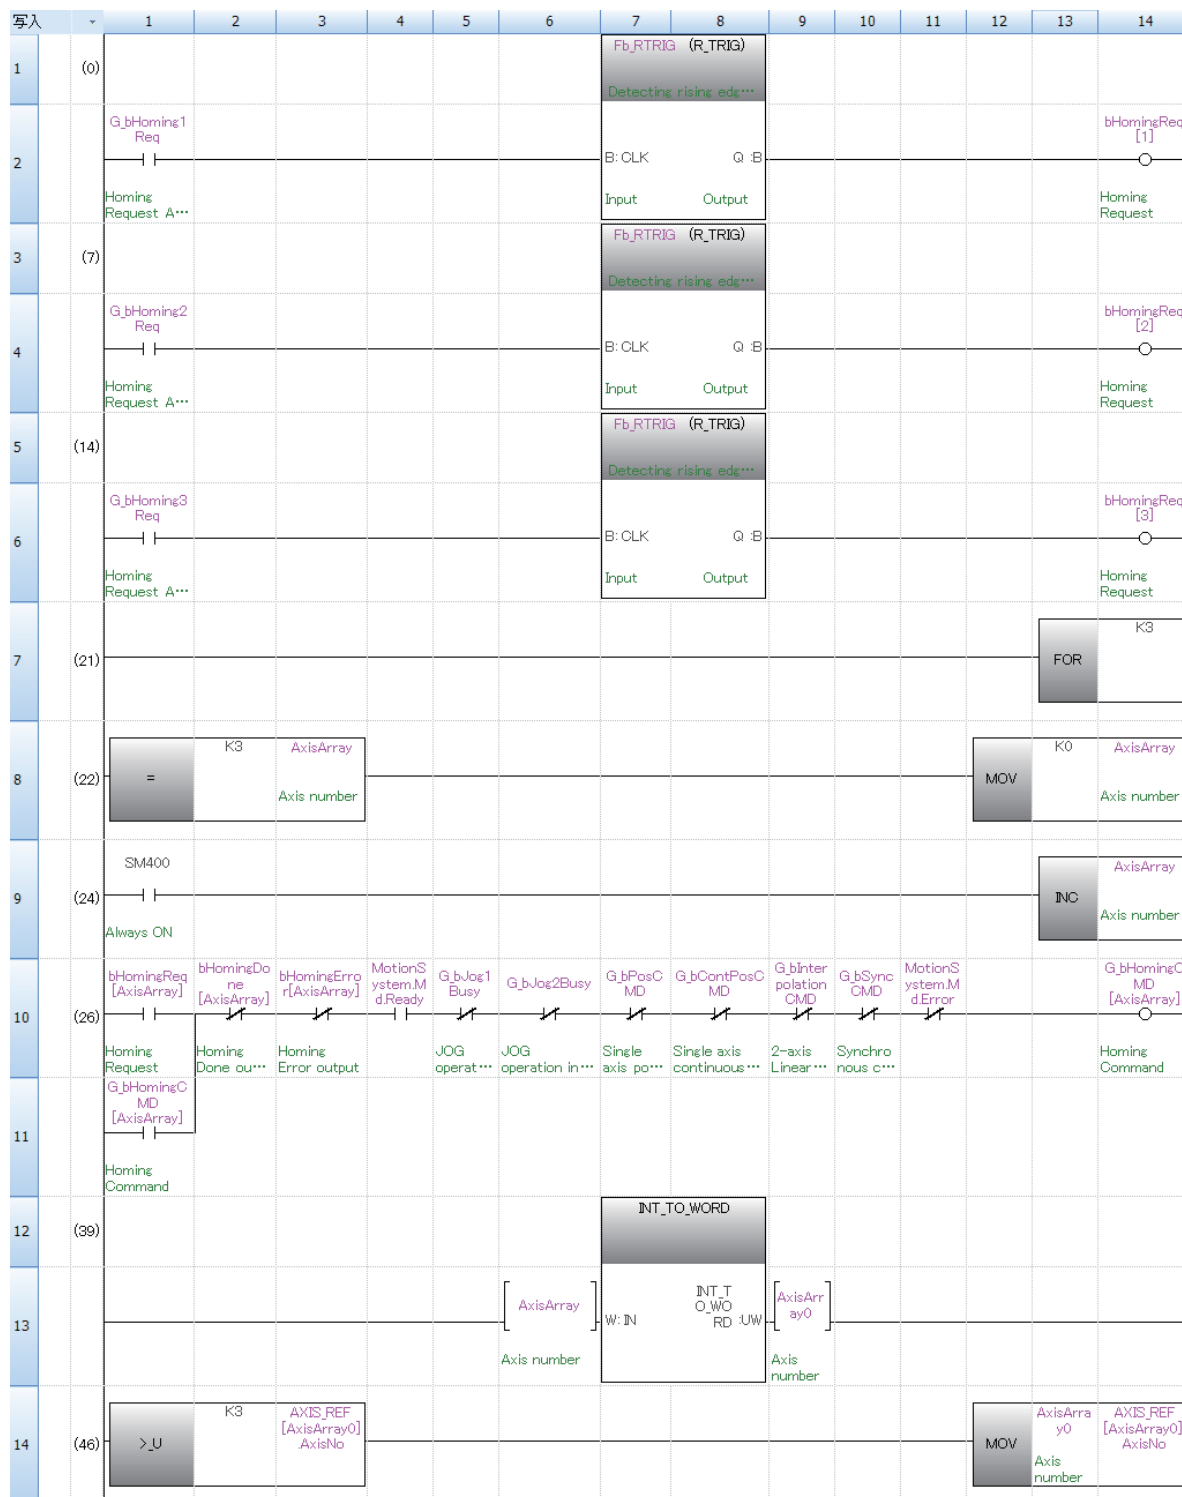 写入 1 2 3 4 5 6 7 8 9 10 11 12 13 14
1 (0) Fb_RTRIG (R_TRIG)
Detecting rising edg…
G_bHoming1
Req
bHomingReq
[1]
2 B: CLK Q :B
Homing
Request A…
Input Output
Homing
Request
3 (7) Fb_RTRIG (R_TRIG)
Detecting rising edg…
G_bHoming2
Req
bHomingReq
[2]
4 B: CLK Q :B
Homing
Request A…
Input Output
Homing
Request
5 (14) Fb_RTRIG (R_TRIG)
Detecting rising edg…
G_bHoming3
Req
bHomingReq
[3]
6 B: CLK Q :B
Homing
Request A…
Input Output
Homing
Request
7 (21) FOR K3
8 (22) = K3 AxisArray
Axis number
MOV K0 AxisArray
Axis number
SM400
9 (24) INC AxisArray
Axis number
Always ON
10 (26)
bHomingReq
[AxisArray]
Homing
Request
bHomingDo
ne
[AxisArray]
Homing
Done ou…
bHomingErro
r[AxisArray]
Homing
Error output
MotionS
ystem.M
d.Ready
G_bJog1
Busy
JOG
operat…
G_bJog2Busy
JOG
operation in…
G_bPosC
MD
Single
axis po…
G_bContPosC
MD
Single axis
continuous…
G_bInter
polation
CMD
2-axis
Linear…
G_bSync
CMD
Synchro
nous c…
MotionS
ystem.M
d.Error
G_bHomingC
MD
[AxisArray]
Homing
Command
11
G_bHomingC
MD
[AxisArray]
Homing
Command
12 (39) INT_TO_WORD
13
AxisArray
Axis number
W: IN
INT_T
O_WO
RD :UW
AxisArr
ay0
Axis
number
14 (46) >_U K3
AXIS_REF
[AxisArray0]
.AxisNo
MOV
AxisArra
y0
Axis
number
AXIS_REF
[AxisArray0]
.AxisNo